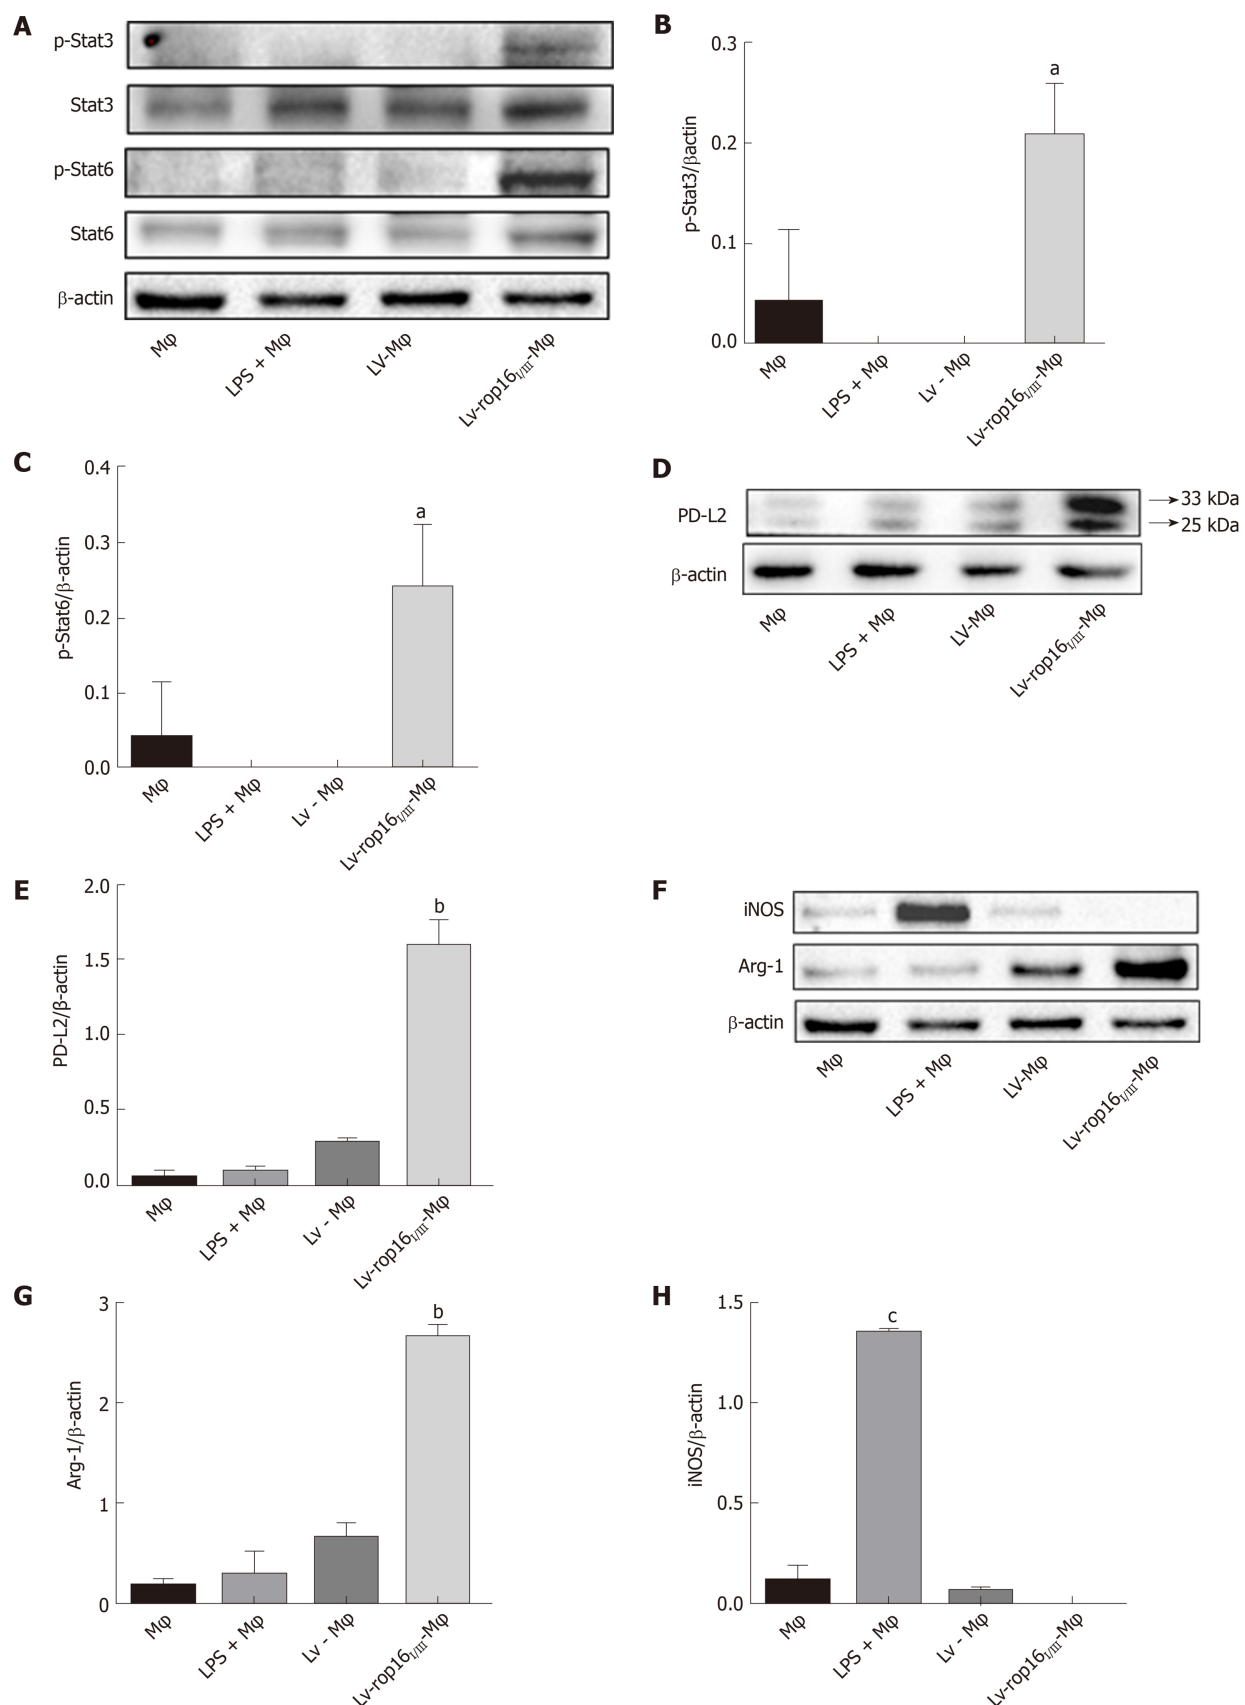 A
p-Stat3
Stat3
p-Stat6
Stat6
β-actin
Mφ
LPS + Mφ
LV-Mφ
Lv-rop16I/III-Mφ
B
0.3
0.2
0.1
0.0
p-Stat3/βactin
a
Mφ
LPS + Mφ
Lv - Mφ
Lv-rop16I/III-Mφ
C
0.4
0.3
0.2
0.1
0.0
p-Stat6/β-actin
a
Mφ
LPS + Mφ
Lv - Mφ
Lv-rop16I/III-Mφ
D
PD-L2
33 kDa
25 kDa
β-actin
Mφ
LPS + Mφ
LV-Mφ
Lv-rop16I/III-Mφ
E
2.0
1.5
1.0
0.5
0.0
PD-L2/β-actin
b
Mφ
LPS + Mφ
Lv - Mφ
Lv-rop16I/III-Mφ
F
iNOS
Arg-1
β-actin
Mφ
LPS + Mφ
LV-Mφ
Lv-rop16I/III-Mφ
G
3
2
1
0
Arg-1/β-actin
b
Mφ
LPS + Mφ
Lv - Mφ
Lv-rop16I/III-Mφ
H
1.5
1.0
0.5
0.0
iNOS/β-actin
c
Mφ
LPS + Mφ
Lv - Mφ
Lv-rop16I/III-Mφ